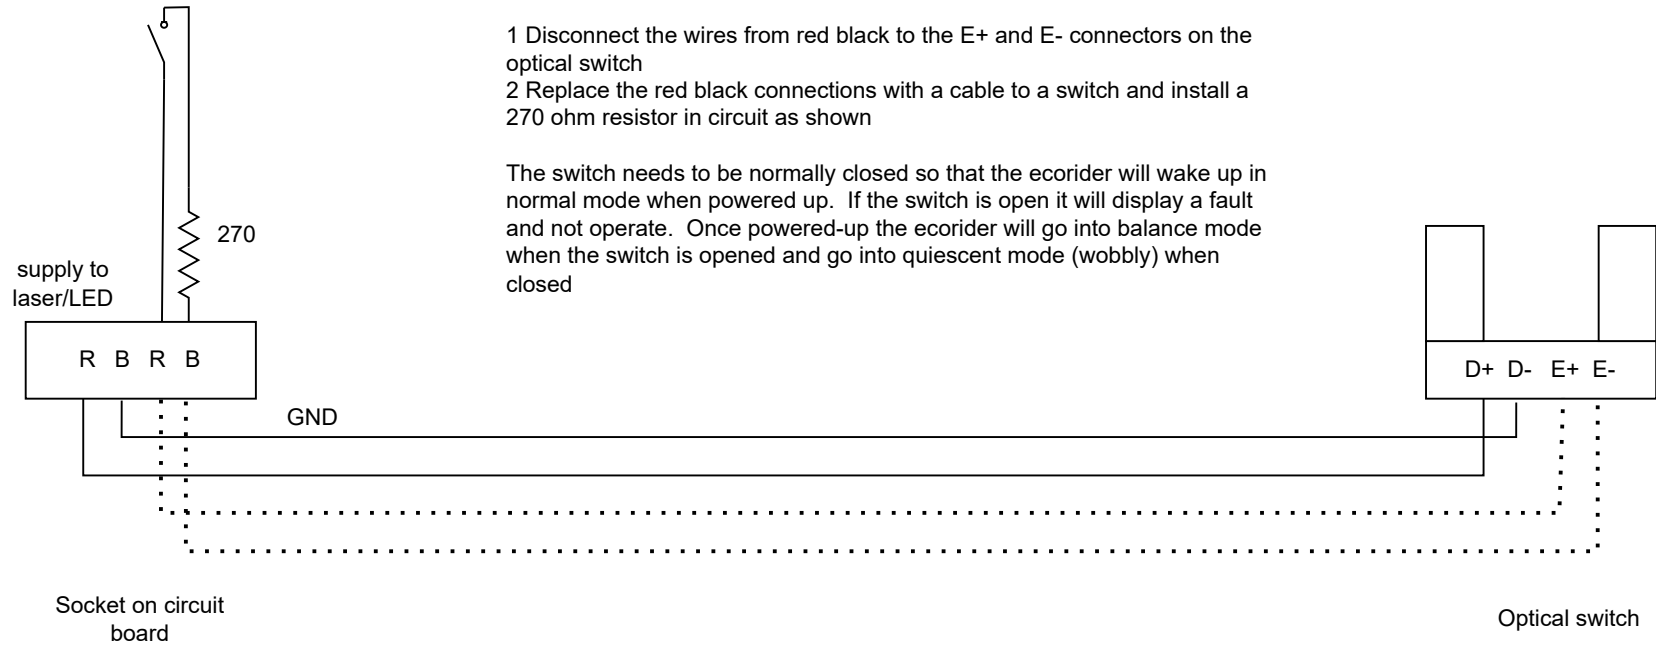 1 Disconnect the wires from red black to the E+ and E- connectors on the
optical switch
2 Replace the red black connections with a cable to a switch and install a
270 ohm resistor in circuit as shown
The switch needs to be normally closed so that the ecorider will wake up in
normal mode when powered up.  If the switch is open it will display a fault
and not operate.  Once powered-up the ecorider will go into balance mode
when the switch is opened and go into quiescent mode (wobbly) when
closed
270
supply to
laser/LED
R B R B
D+ D- E+ E-
GND
Socket on circuit
board
Optical switch